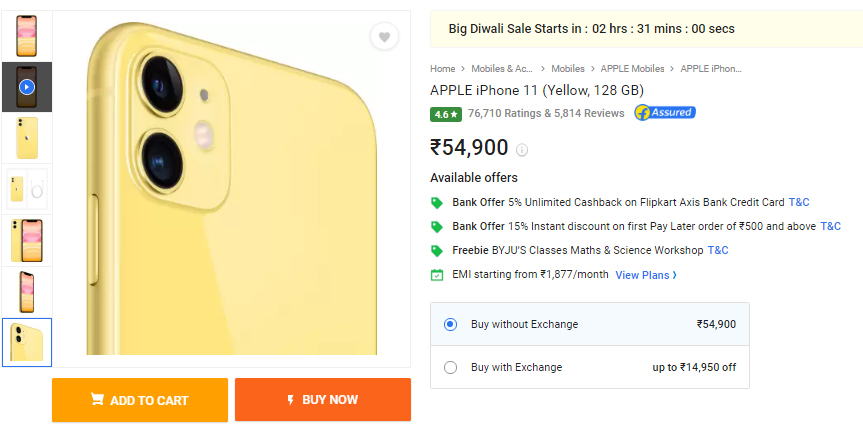 Big Diwali Sale Starts in : 02 hrs : 31 mins : 00 secs
Home > Mobiles & Ac... > Mobiles > APPLE Mobiles > APPLE iPhon...
APPLE iPhone 11 (Yellow, 128 GB)
4.6★ 76,710 Ratings & 5,814 Reviews f Assured
₹54,900
Available offers
Bank Offer 5% Unlimited Cashback on Flipkart Axis Bank Credit Card T&C
Bank Offer 15% Instant discount on first Pay Later order of ₹500 and above T&C
Freebie BYJU'S Classes Maths & Science Workshop T&C
EMI starting from ₹1,877/month View Plans >
Buy without Exchange ₹54,900
Buy with Exchange up to ₹14,950 off
ADD TO CART
BUY NOW